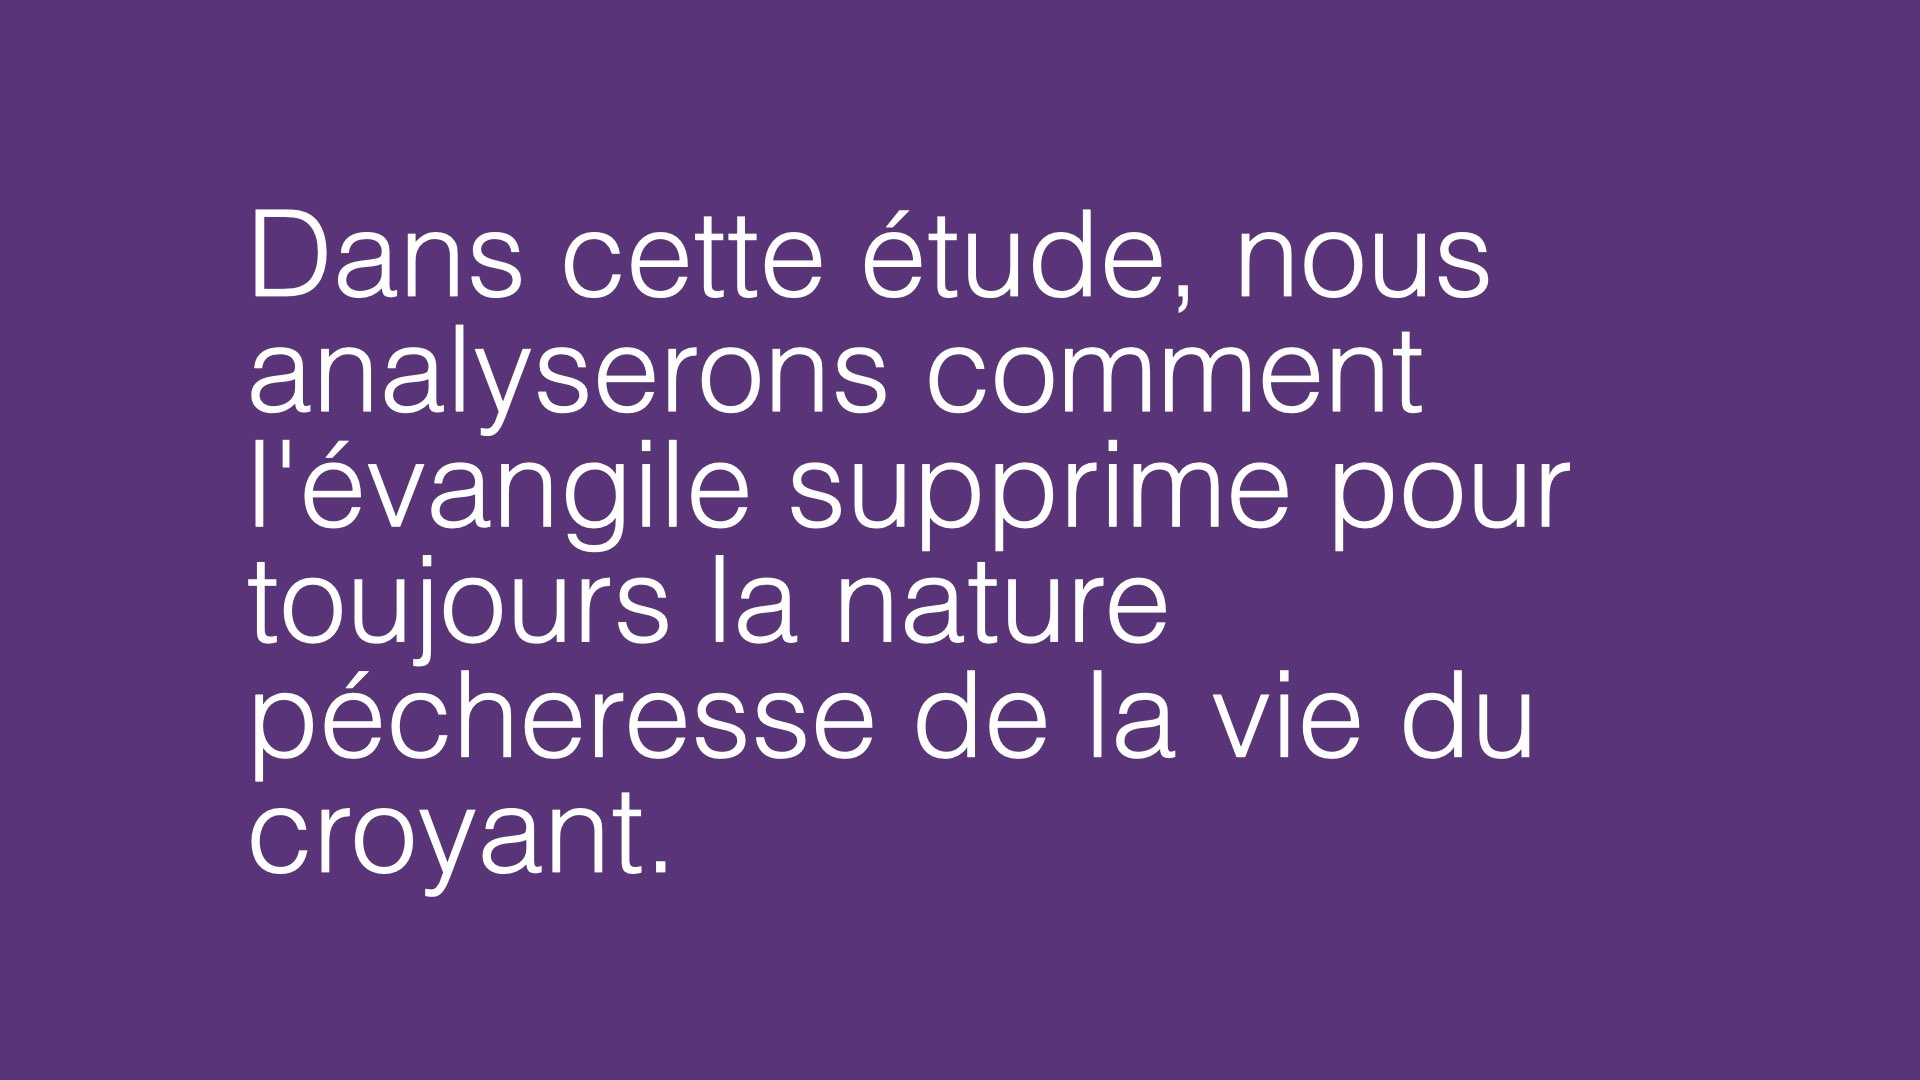 Dans cette étude, nous
analyserons comment
l'évangile supprime pour
toujours la nature
pécheresse de la vie du
croyant.